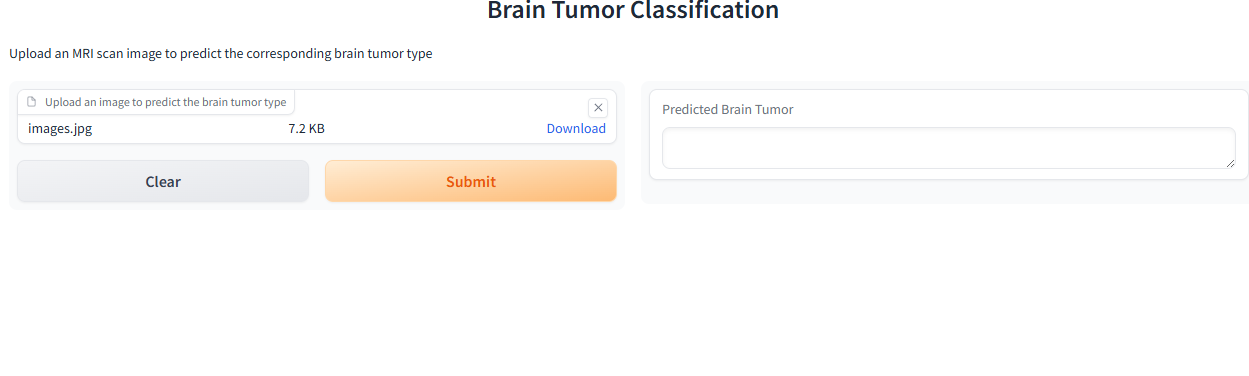 Brain Tumor Classification
Upload an MRI scan image to predict the corresponding brain tumor type
Upload an image to predict the brain tumor type
images.jpg 7.2 KB Download
Clear Submit
Predicted Brain Tumor